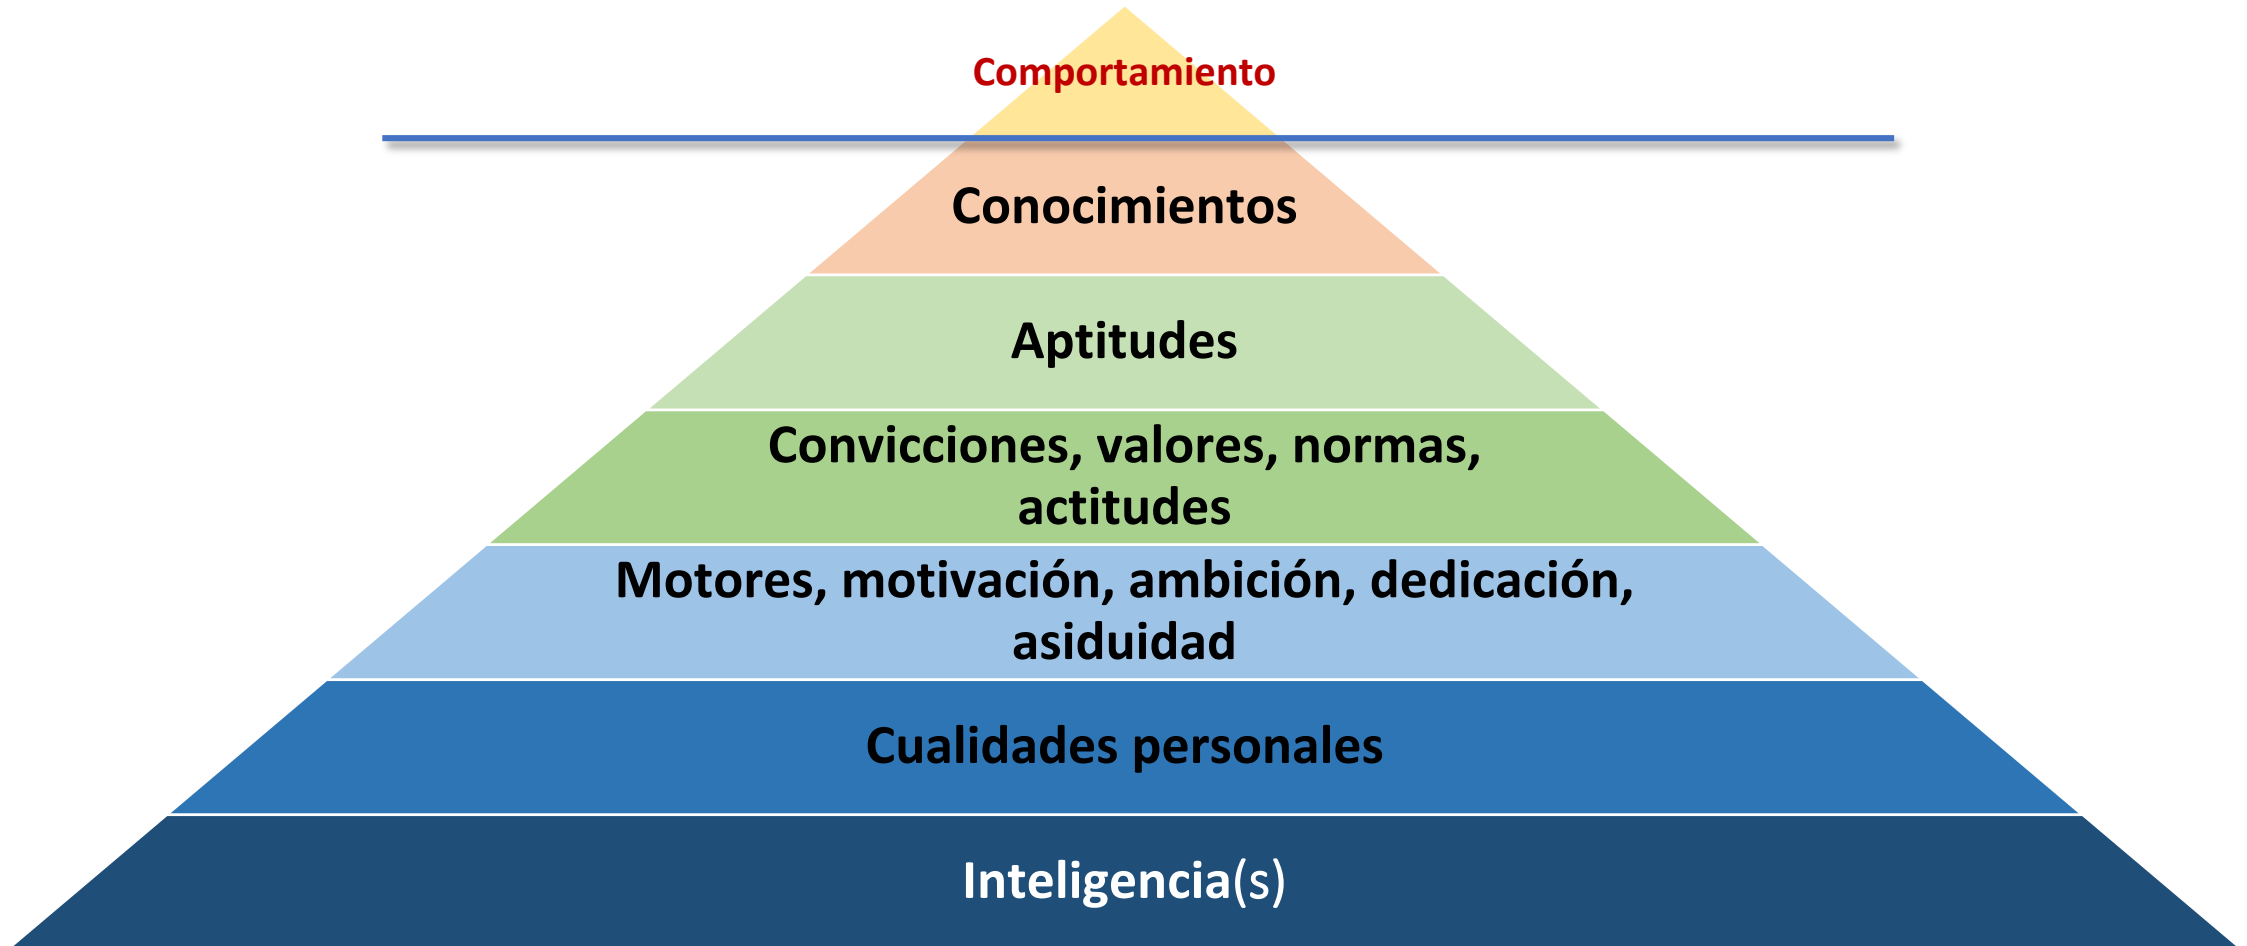 Comportamiento
Conocimientos
Aptitudes
Convicciones, valores, normas,
actitudes
Motores, motivación, ambición, dedicación,
asiduidad
Cualidades personales
Inteligencia(s)